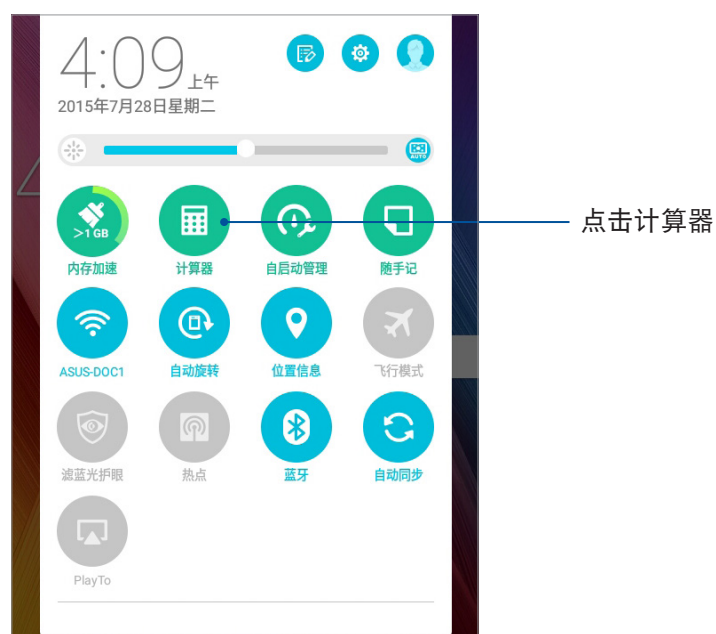 4:09上午
2015年7月28日星期二
AUTO
>1 GB
内存加速
计算器
自启动管理
随手记
点击计算器
ASUS-DOC1
自动旋转
位置信息
飞行模式
滤蓝光护眼
热点
蓝牙
自动同步
PlayTo